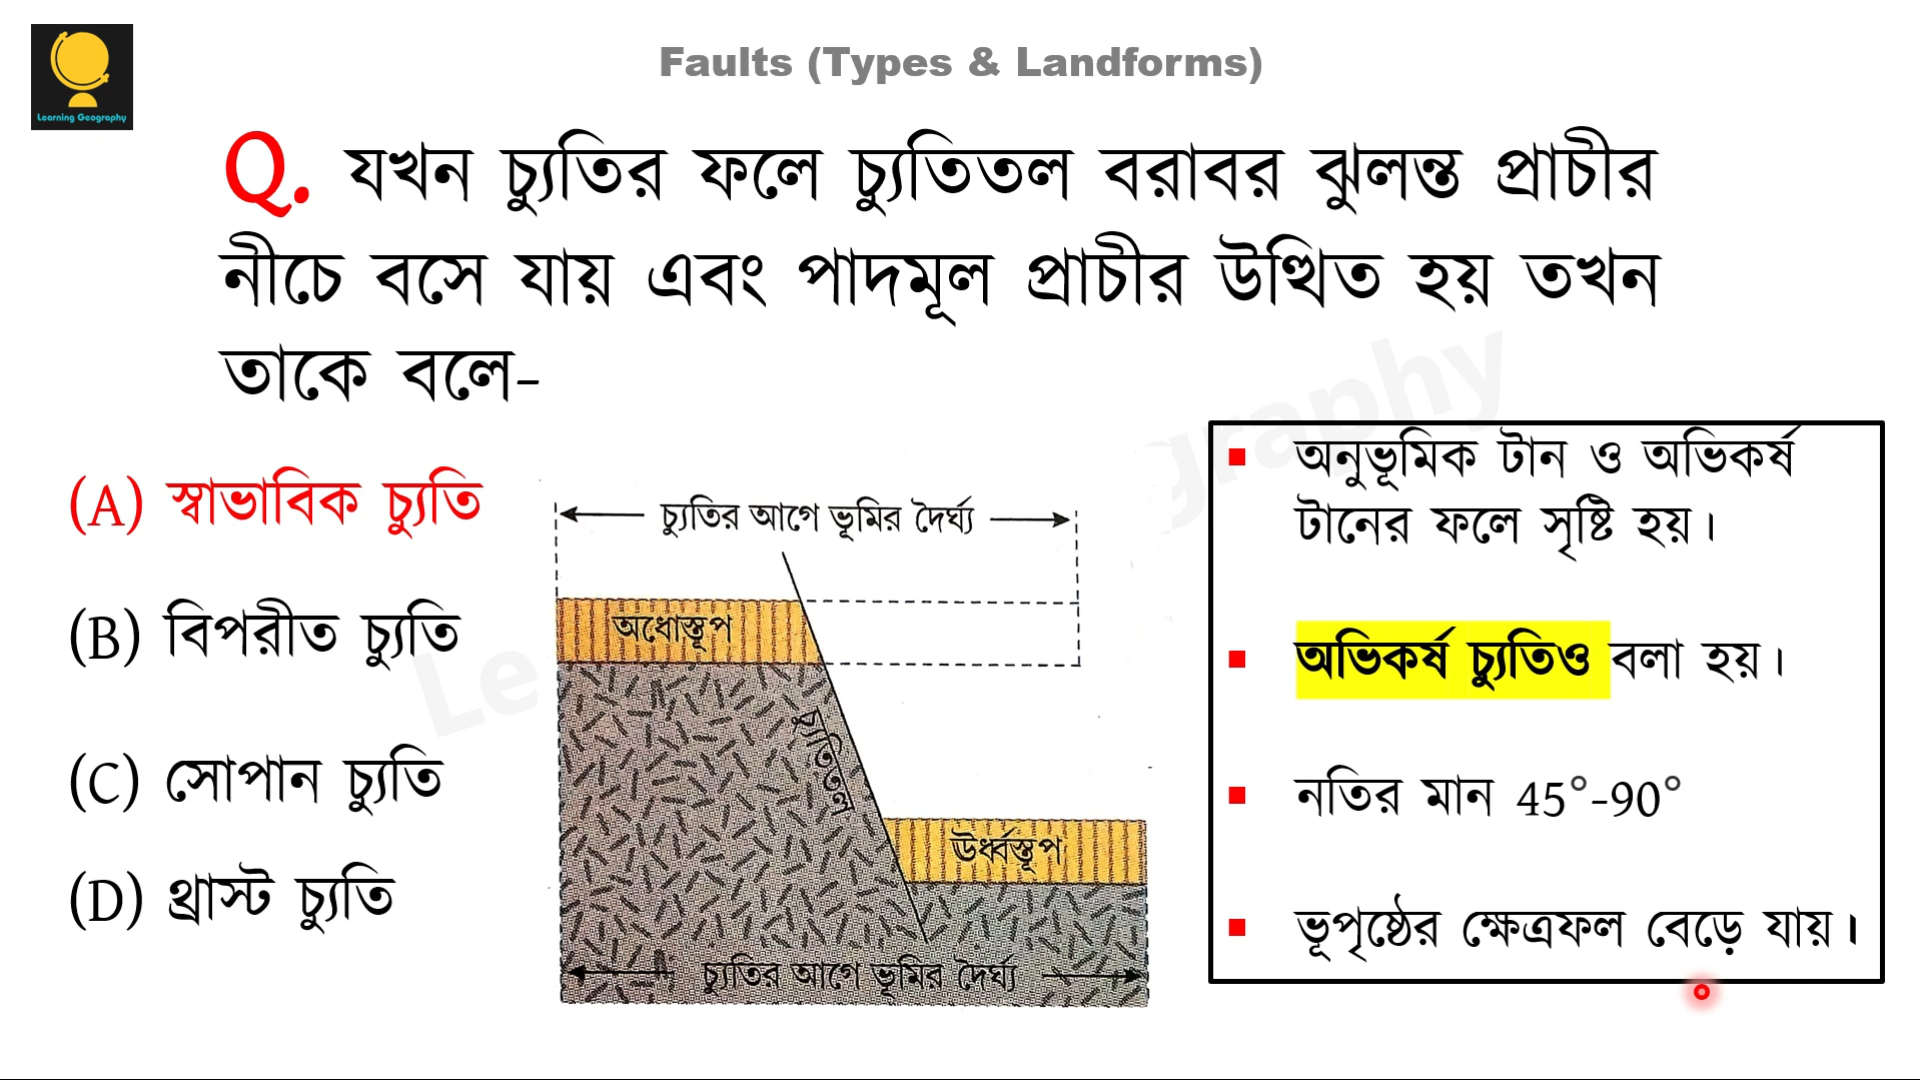 Learning Geography
Faults (Types & Landforms)
Q. যখন চ্যুতির ফলে চ্যুতিতল বরাবর ঝুলন্ত প্রাচীর
নীচে বসে যায় এবং পাদমূল প্রাচীর উত্থিত হয় তখন
তাকে বলে-
(A) স্বাভাবিক চ্যুতি
(B) বিপরীত চ্যুতি
(C) সোপান চ্যুতি
(D) থ্রাস্ট চ্যুতি
চ্যুতির আগে ভূমির দৈর্ঘ্য
অধোস্তূপ
চ্যুতিতল
ঊর্ধ্বস্তূপ
চ্যুতির আগে ভূমির দৈর্ঘ্য
অনুভূমিক টান ও অভিকর্ষ
টানের ফলে সৃষ্টি হয়।
অভিকর্ষ চ্যুতিও বলা হয়।
নতির মান 45°-90°
ভূপৃষ্ঠের ক্ষেত্রফল বেড়ে যায়।